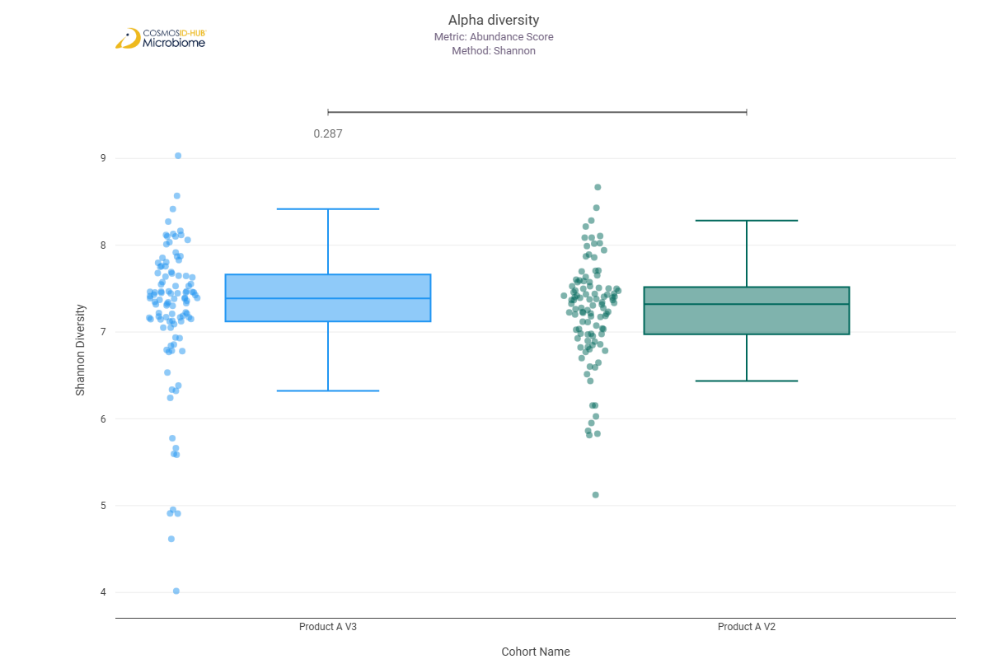 Alpha diversity
COSMOSID-HUB
Microbiome
Metric: Abundance Score
Method: Shannon
0.287
9
8
7
6
5
4
Shannon Diversity
Product A V3
Product A V2
Cohort Name